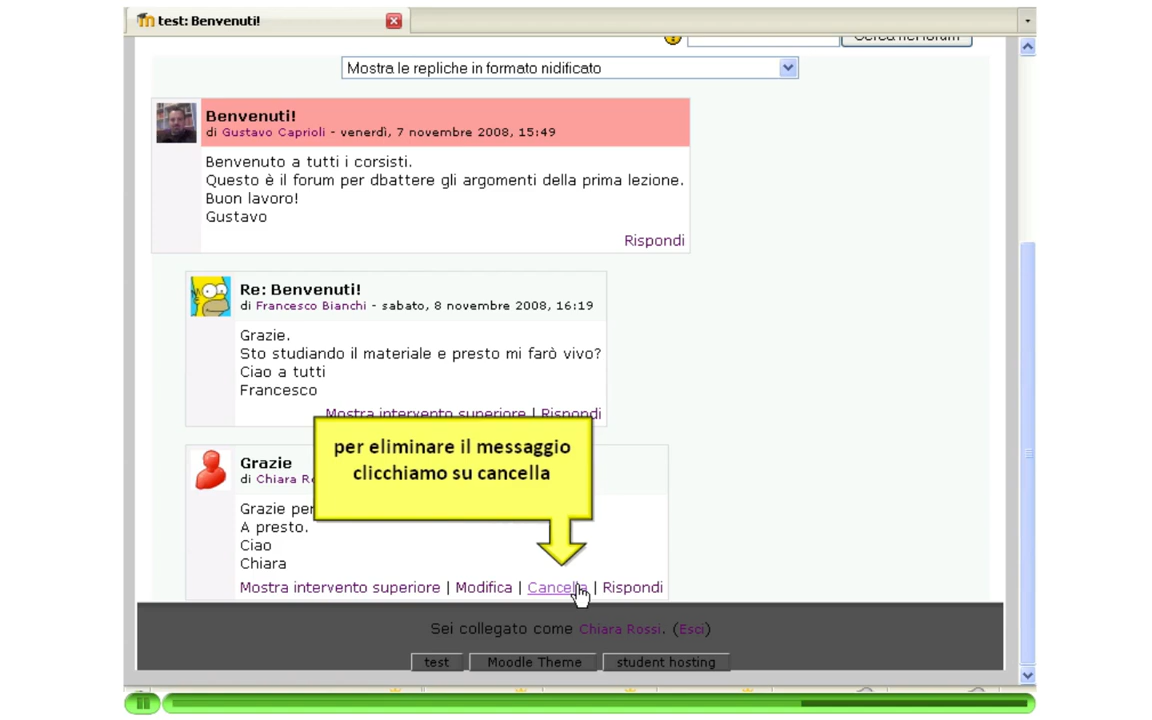 test: Benvenuti!
Cerca nei forum
Mostra le repliche in formato nidificato
Benvenuti!
di Gustavo Caprioli - venerdì, 7 novembre 2008, 15:49
Benvenuto a tutti i corsisti.
Questo è il forum per dbattere gli argomenti della prima lezione.
Buon lavoro!
Gustavo
Rispondi
Re: Benvenuti!
di Francesco Bianchi - sabato, 8 novembre 2008, 16:19
Grazie.
Sto studiando il materiale e presto mi farò vivo?
Ciao a tutti
Francesco
Mostra intervento superiore | Rispondi
per eliminare il messaggio
clicchiamo su cancella
Grazie
di Chiara
Grazie
A presto.
Ciao
Chiara
Mostra intervento superiore | Modifica | Cancella | Rispondi
Sei collegato come Chiara Rossi. (Esci)
test
Moodle Theme
student hosting